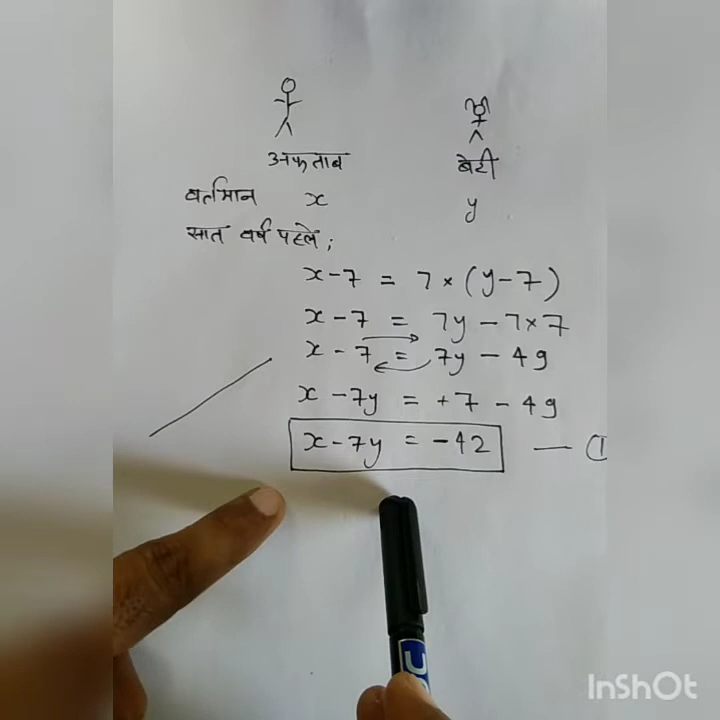 अफताब बेटी
वर्तमान x y
सात वर्ष पहले;
x-7 = 7×(y-7)
x-7 = 7y-7×7
x-7 = 7y-49
x-7y = +7-49
x-7y = -42 — ①
InShOt